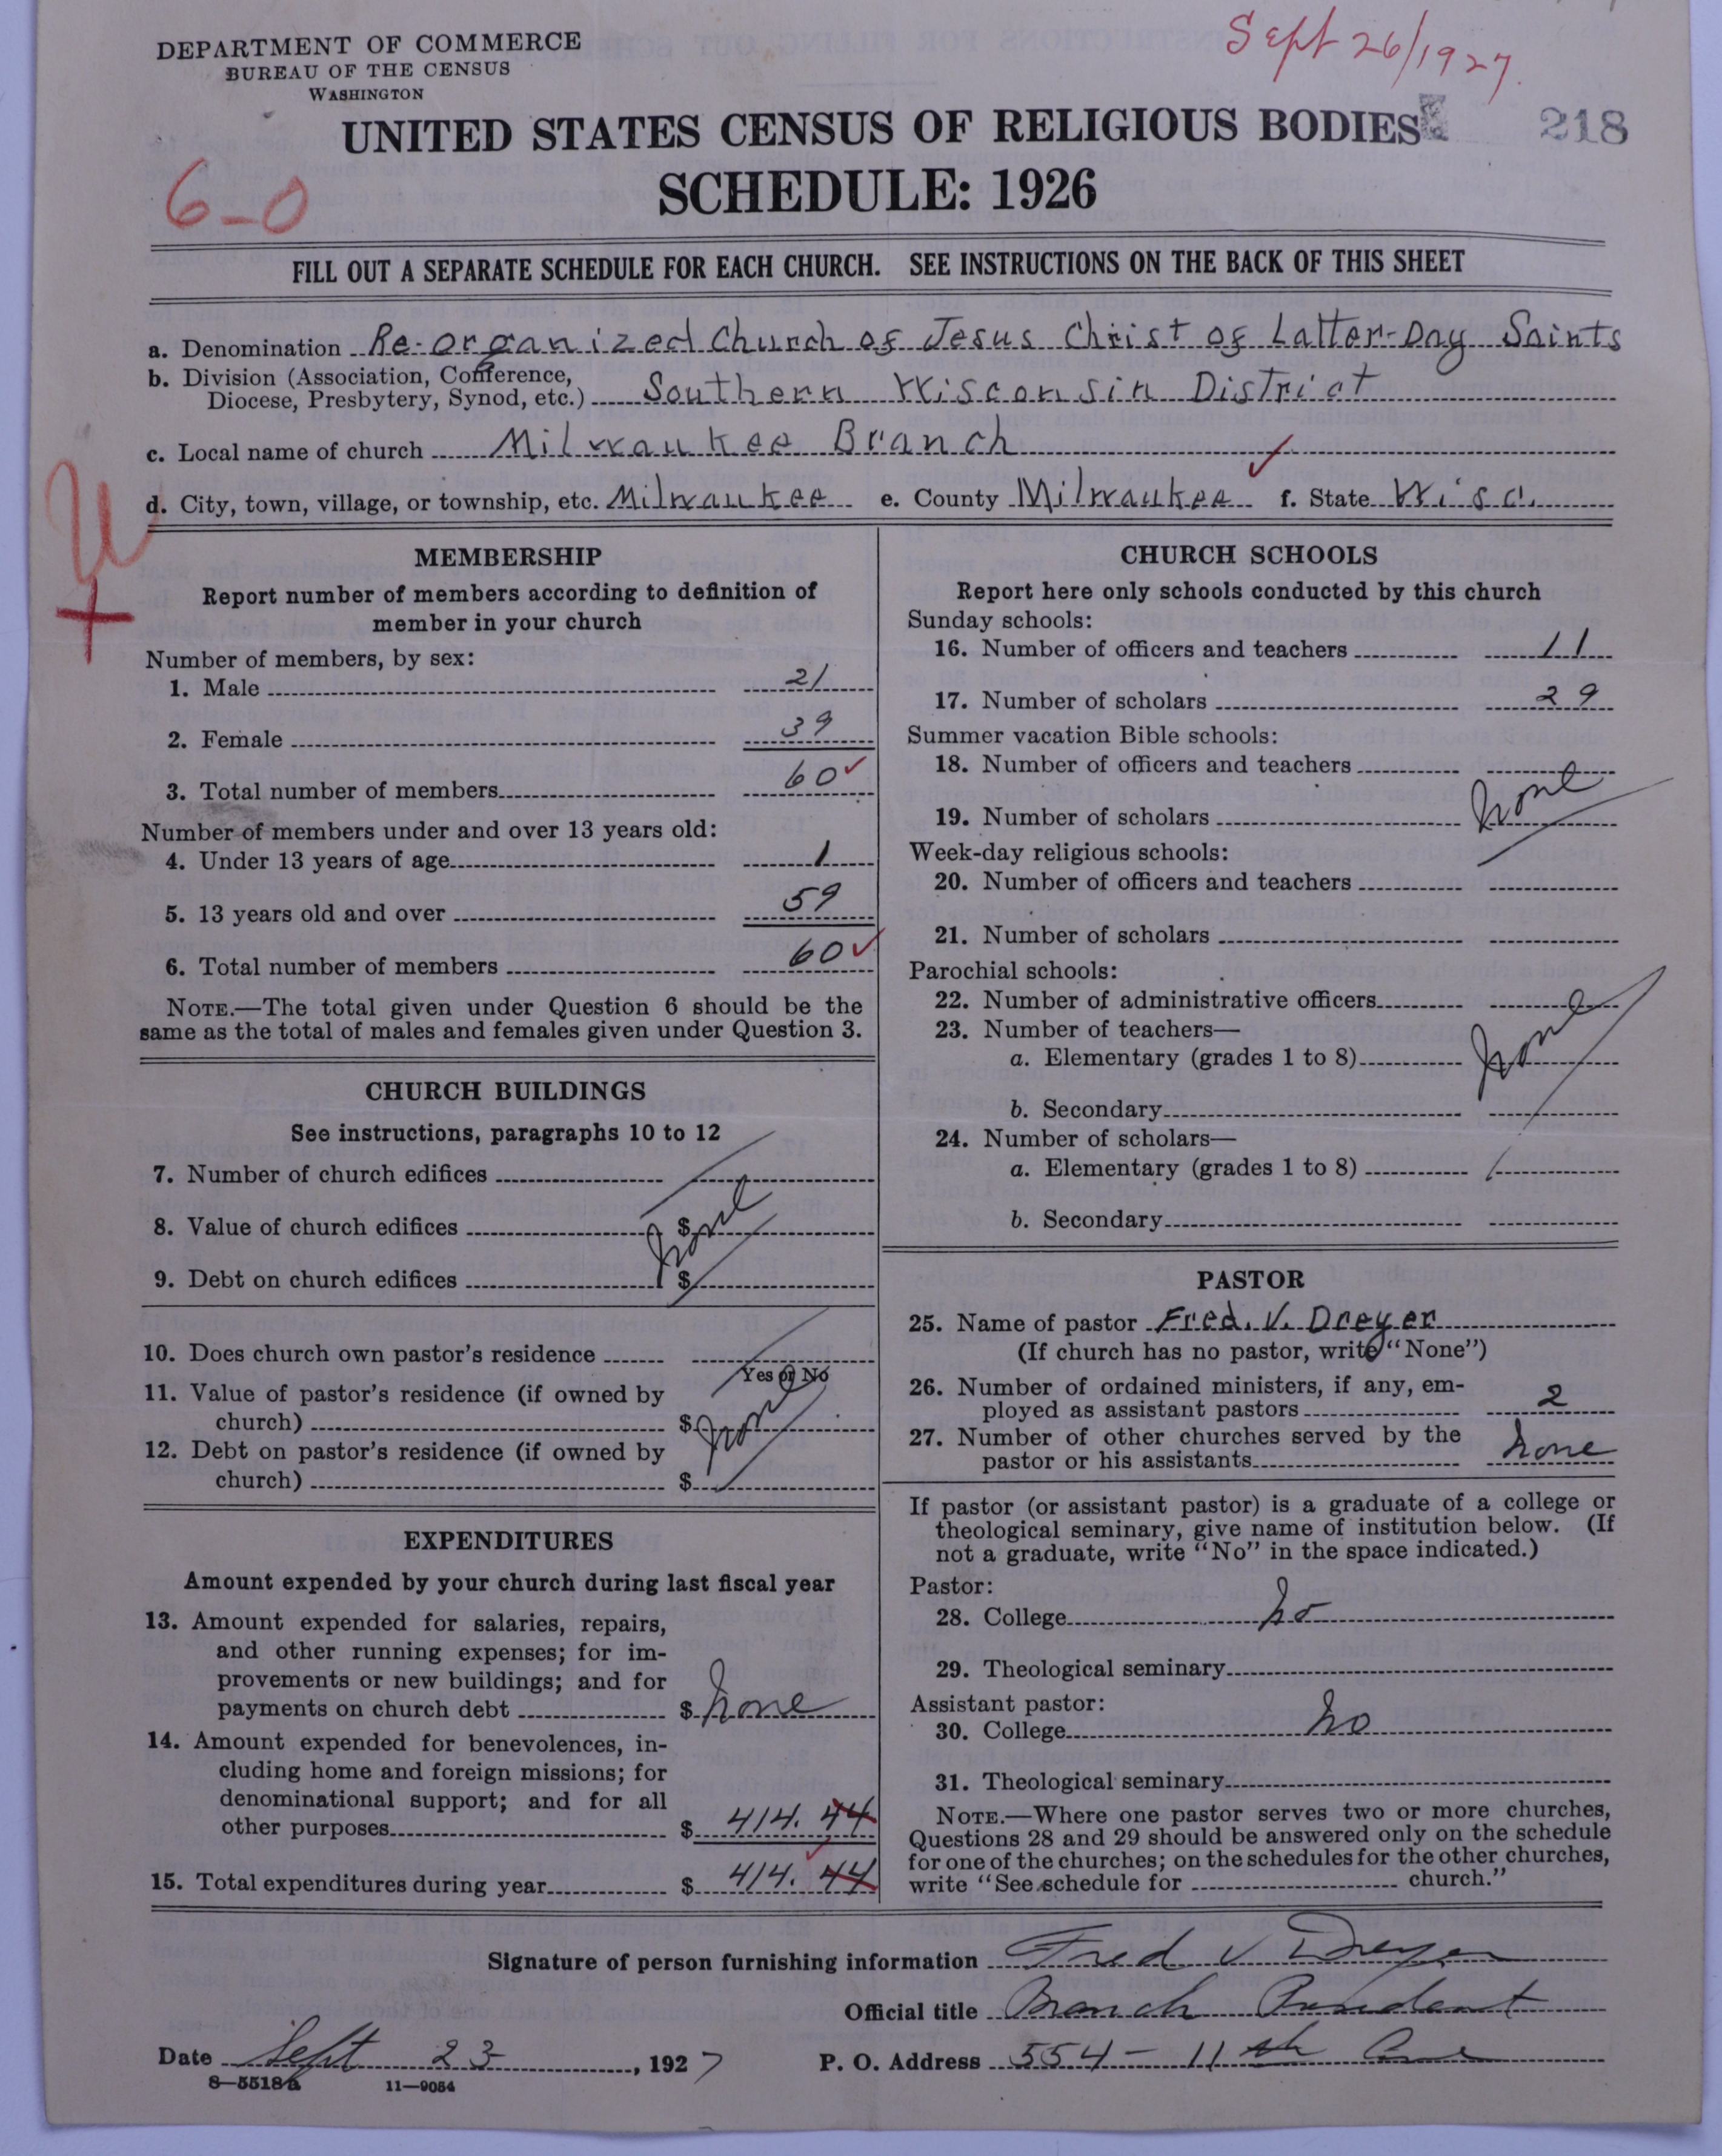 Sept 26/1927.
DEPARTMENT OF COMMERCE
BUREAU OF THE CENSUS
WASHINGTON
UNITED STATES CENSUS OF RELIGIOUS BODIES
218
SCHEDULE: 1926
6-0
FILL OUT A SEPARATE SCHEDULE FOR EACH CHURCH. SEE INSTRUCTIONS ON THE BACK OF THIS SHEET
a. Denomination Re-organized Church of Jesus Christ of Latter-Day Saints
b. Division (Association, Conference,
Diocese, Presbytery, Synod, etc.) Southern Wisconsin District
c. Local name of church Milwaukee Branch
d. City, town, village, or township, etc. Milwaukee e. County Milwaukee f. State Wisc.
MEMBERSHIP
Report number of members according to definition of
member in your church
Number of members, by sex:
1. Male 21
2. Female 39
3. Total number of members 60
Number of members under and over 13 years old:
4. Under 13 years of age 1
5. 13 years old and over 59
6. Total number of members 60
NOTE.—The total given under Question 6 should be the
same as the total of males and females given under Question 3.
CHURCH BUILDINGS
See instructions, paragraphs 10 to 12
7. Number of church edifices
8. Value of church edifices $ none
9. Debt on church edifices $
10. Does church own pastor's residence
Yes or No
11. Value of pastor's residence (if owned by
church) $ none
12. Debt on pastor's residence (if owned by
church) $
EXPENDITURES
Amount expended by your church during last fiscal year
13. Amount expended for salaries, repairs,
and other running expenses; for im-
provements or new buildings; and for
payments on church debt $ none
14. Amount expended for benevolences, in-
cluding home and foreign missions; for
denominational support; and for all
other purposes $ 414.44
15. Total expenditures during year $ 414.44
CHURCH SCHOOLS
Report here only schools conducted by this church
Sunday schools:
16. Number of officers and teachers 11
17. Number of scholars 29
Summer vacation Bible schools:
18. Number of officers and teachers
19. Number of scholars none
Week-day religious schools:
20. Number of officers and teachers
21. Number of scholars
Parochial schools:
22. Number of administrative officers
23. Number of teachers—
a. Elementary (grades 1 to 8) none
b. Secondary
24. Number of scholars—
a. Elementary (grades 1 to 8)
b. Secondary
PASTOR
25. Name of pastor Fred. V. Dreyer
(If church has no pastor, write "None")
26. Number of ordained ministers, if any, em-
ployed as assistant pastors 2
27. Number of other churches served by the
pastor or his assistants none
If pastor (or assistant pastor) is a graduate of a college or
theological seminary, give name of institution below. (If
not a graduate, write "No" in the space indicated.)
Pastor:
28. College no
29. Theological seminary
Assistant pastor:
30. College no
31. Theological seminary
NOTE.—Where one pastor serves two or more churches,
Questions 28 and 29 should be answered only on the schedule
for one of the churches; on the schedules for the other churches,
write "See schedule for church."
Signature of person furnishing information Fred V Dreyer
Official title Branch President
Date Sept 23, 1927 P. O. Address 554 - 11th Ave
8—5518a 11—9054